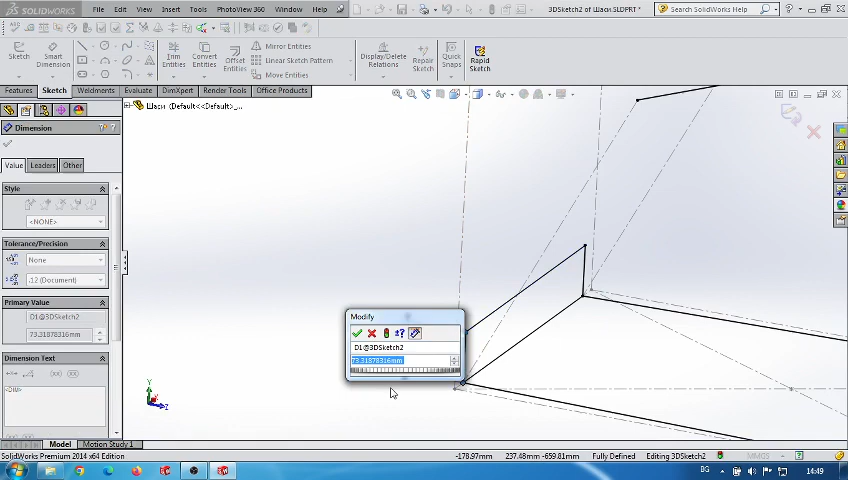 SOLIDWORKS File Edit View Insert Tools PhotoView 360 Window Help 3DSketch2 of Шаси.SLDPRT * Search SolidWorks Help
Sketch Smart Dimension Trim Entities Convert Entities Offset Entities Mirror Entities Linear Sketch Pattern Move Entities Display/Delete Relations Repair Sketch Quick Snaps Rapid Sketch
Features Sketch Weldments Evaluate DimXpert Render Tools Office Products
Шаси (Default<<Default>_...
Dimension
Value Leaders Other
Style
<NONE>
Tolerance/Precision
None
.12 (Document)
Primary Value
D1@3DSketch2
73.31878316mm
Dimension Text
<DIM>
Modify
D1@3DSketch2
73.31878316mm
Y
X
Z
Model Motion Study 1
SolidWorks Premium 2014 x64 Edition -178.97mm 237.48mm -659.81mm Fully Defined Editing 3DSketch2 MMGS
BG 14:49